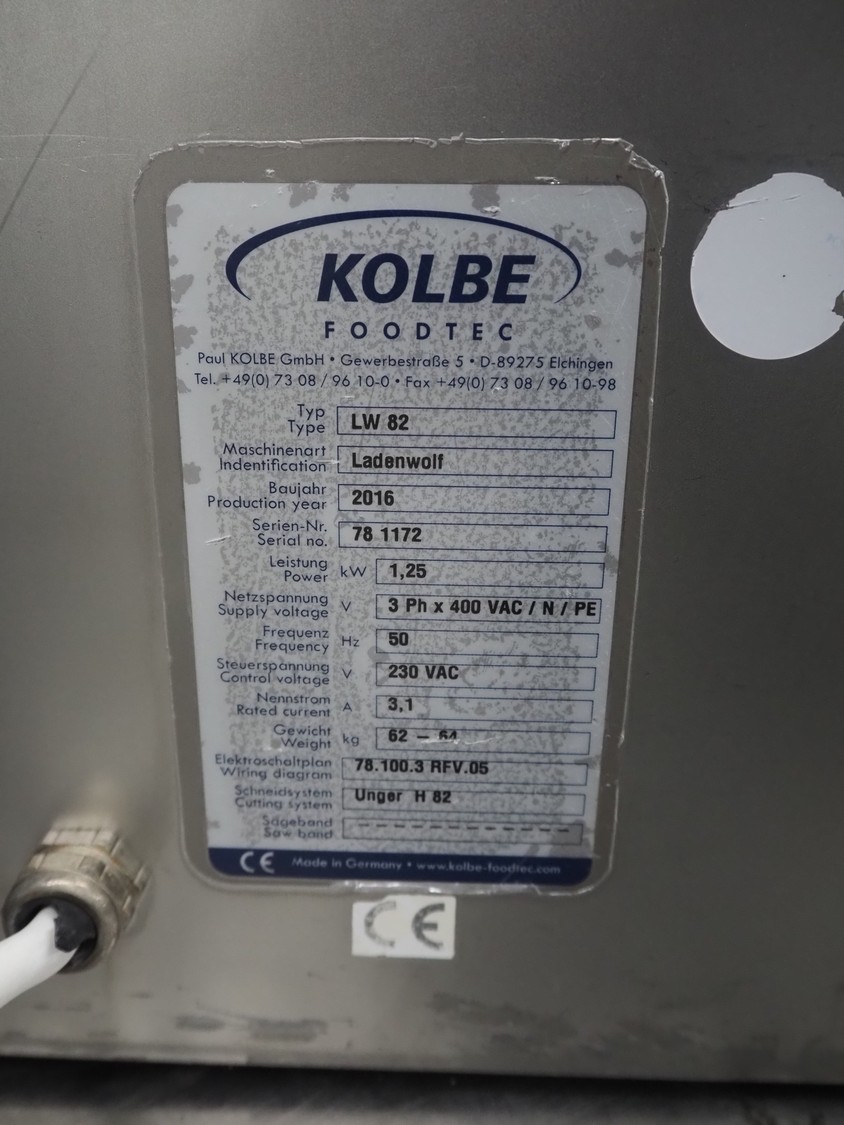 KOLBE
FOODTEC
Paul KOLBE GmbH • Gewerbestraße 5 • D-89275 Elchingen
Tel. +49(0) 73 08 / 96 10-0 • Fax +49(0) 73 08 / 96 10-98
Typ
Type LW 82
Maschinenart
Indentification Ladenwolf
Baujahr
Production year 2016
Serien-Nr.
Serial no. 78 1172
Leistung
Power kW 1,25
Netzspannung
Supply voltage V 3 Ph x 400 VAC / N / PE
Frequenz
Frequency Hz 50
Steuerspannung
Control voltage V 230 VAC
Nennstrom
Rated current A 3,1
Gewicht
Weight kg 62 – 64
Elektroschaltplan
Wiring diagram 78.100.3 RFV.05
Schneidsystem
Cutting system Unger H 82
Sägeband
Saw band --------------
CE Made in Germany • www.kolbe-foodtec.com
CE